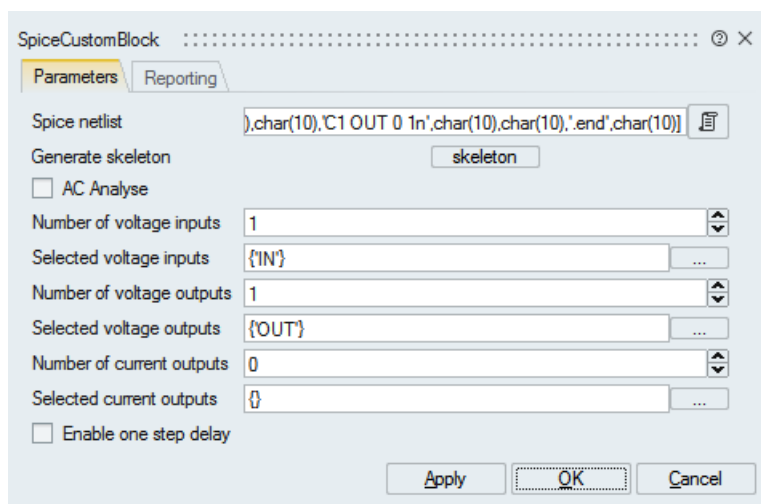 SpiceCustomBlock
Parameters Reporting
Spice netlist ),char(10),'C1 OUT 0 1n',char(10),char(10),'.end',char(10)]
Generate skeleton skeleton
AC Analyse
Number of voltage inputs 1
Selected voltage inputs {'IN'} ...
Number of voltage outputs 1
Selected voltage outputs {'OUT'} ...
Number of current outputs 0
Selected current outputs {} ...
Enable one step delay
Apply OK Cancel